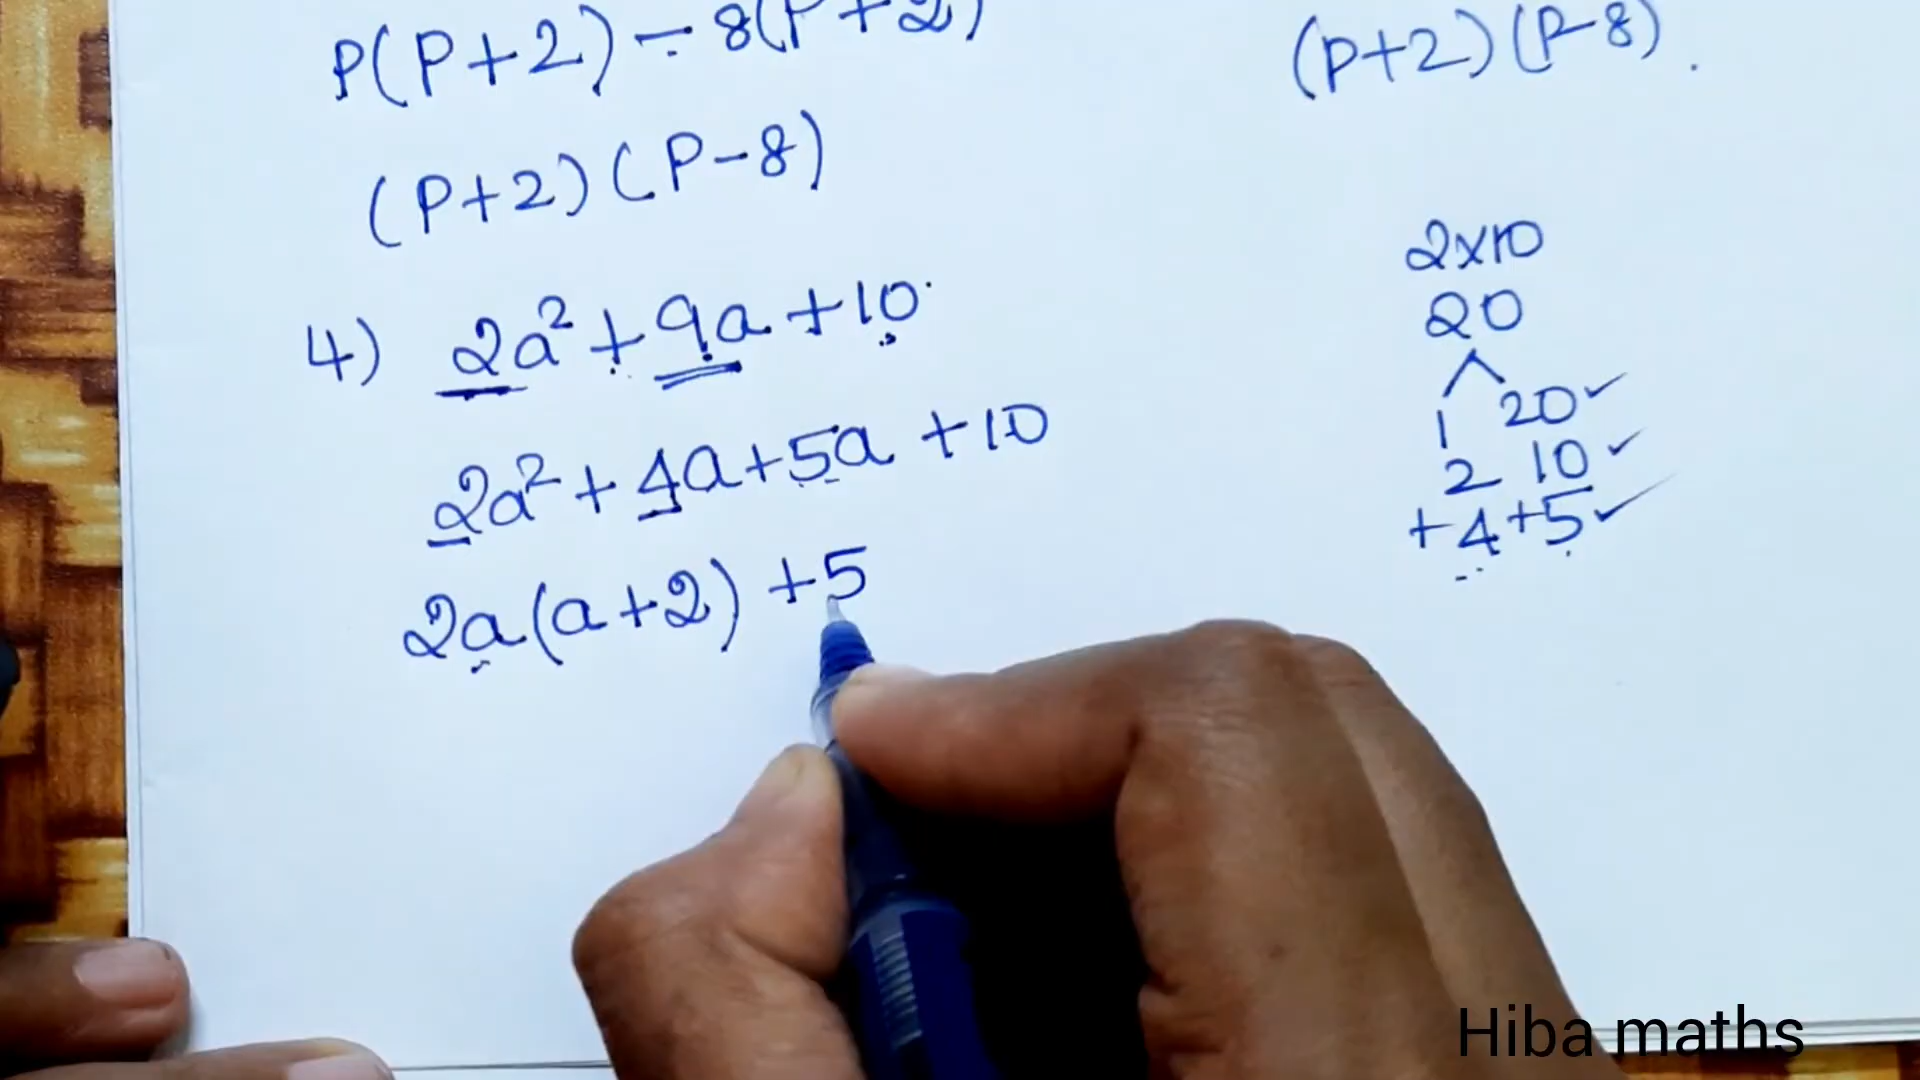 P(P+2)-8(P+2)
(P+2)(P-8)
4) 2a²+9a+10
2a²+4a+5a+10
2a(a+2)+5
(P+2)(P-8).
2×10
20
1 20✓
2 10✓
+4+5✓
Hiba maths